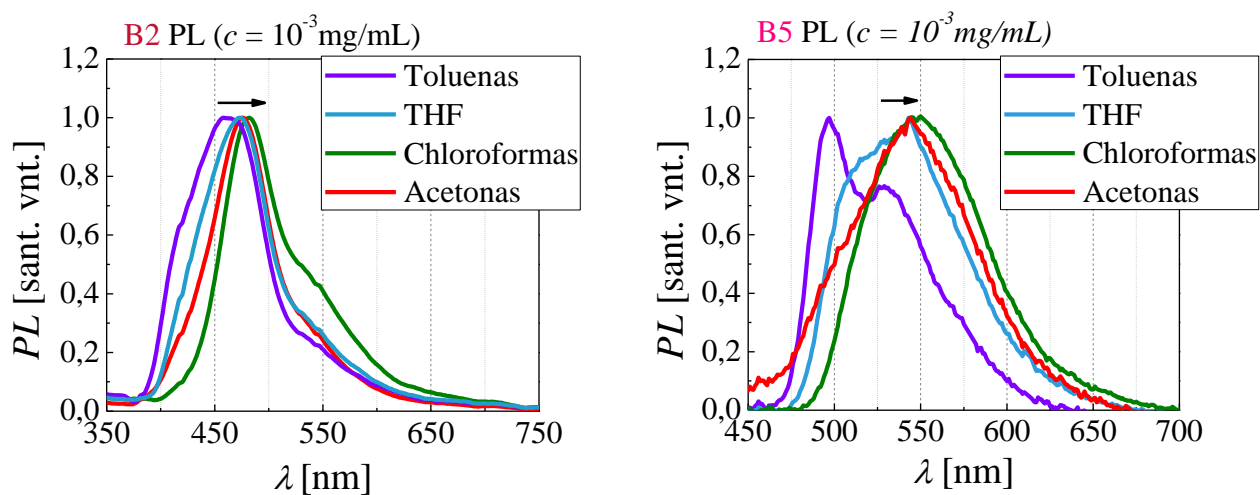 B2 PL (c = 10⁻³mg/mL)
1,2
1,0
0,8
0,6
0,4
0,2
0,0
PL [sant. vnt.]
Toluenas
THF
Chloroformas
Acetonas
350 450 550 650 750
λ [nm]
B5 PL (c = 10⁻³mg/mL)
1,2
1,0
0,8
0,6
0,4
0,2
0,0
PL [sant. vnt.]
Toluenas
THF
Chloroformas
Acetonas
450 500 550 600 650 700
λ [nm]